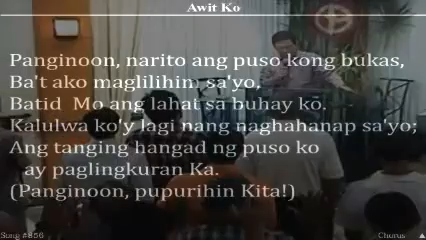 Awit Ko
Panginoon, narito ang puso kong bukas,
Ba't ako maglilihim sa'yo,
Batid Mo ang lahat sa buhay ko.
Kalulwa ko'y lagi nang naghahanap sa'yo;
Ang tanging hangad ng puso ko
ay paglingkuran Ka.
(Panginoon, pupurihin Kita!)
Song #856
Chorus ▲